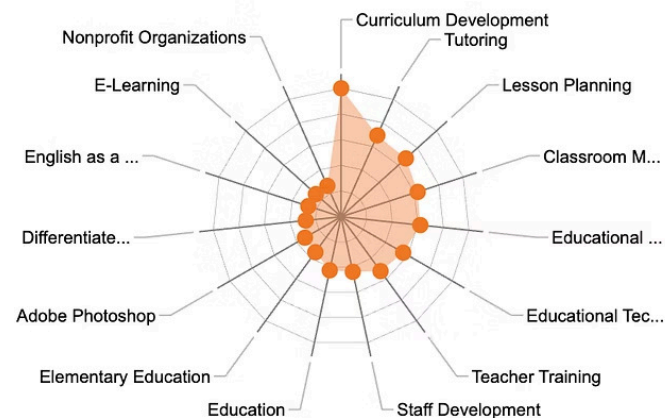 Curriculum Development
Tutoring
Lesson Planning
Classroom M...
Educational ...
Educational Tec...
Teacher Training
Staff Development
Education
Elementary Education
Adobe Photoshop
Differentiate...
English as a ...
E-Learning
Nonprofit Organizations